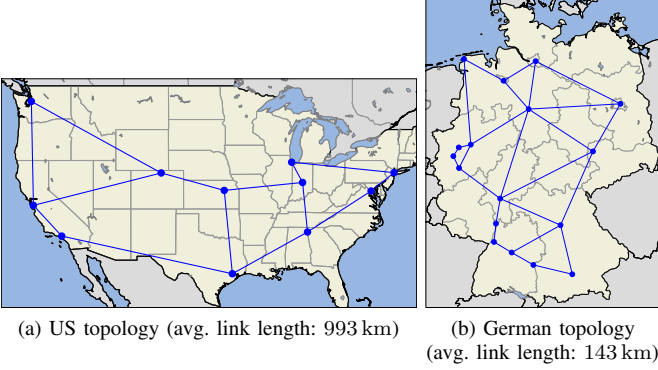 (a) US topology (avg. link length: 993 km)
(b) German topology
(avg. link length: 143 km)